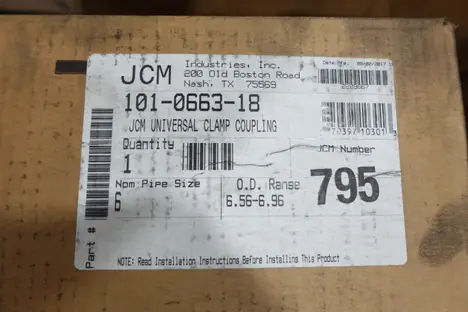 JCM Industries, Inc.
200 Old Boston Road
Nash, TX 75569
101-0663-18
JCM UNIVERSAL CLAMP COUPLING
Quantity
1
JCM Number
795
Nom Pipe Size
6
O.D. Range
6.56-6.96
Part #
NOTE: Read Installation Instructions Before Installing This Product